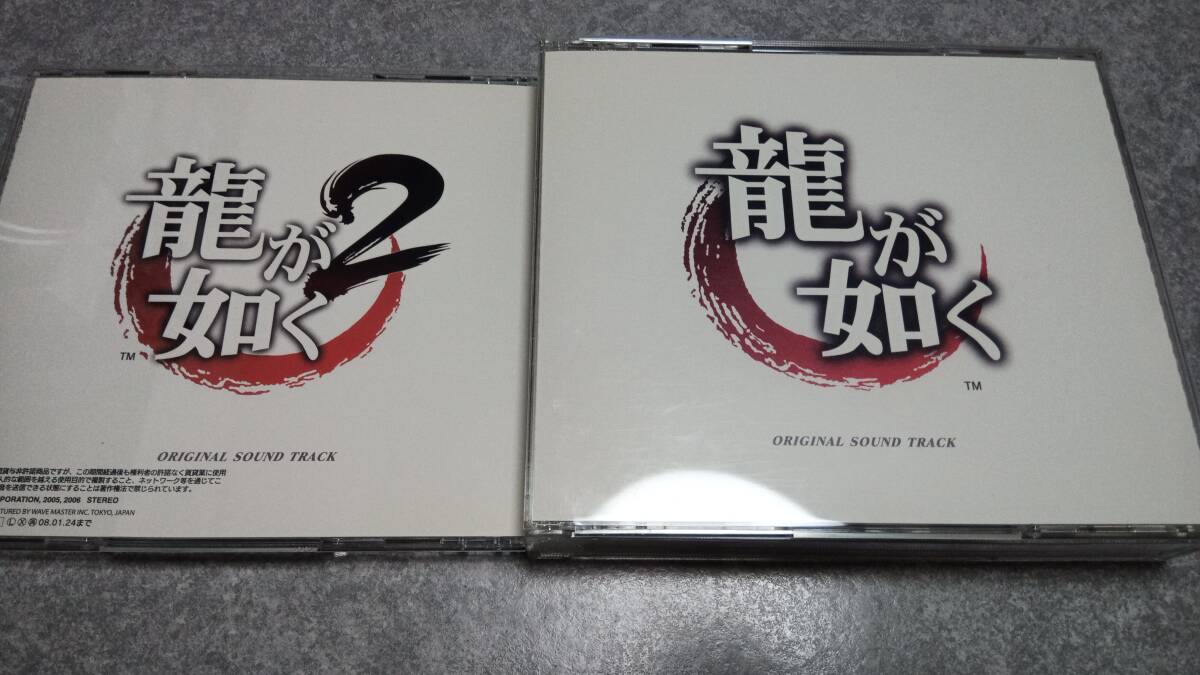 龍が
如く2
TM
ORIGINAL SOUND TRACK
貸与非許諾商品ですが、この期間経過後も権利者の許諾なく賃貸業に使用
人的な範囲を越える使用目的で複製すること、ネットワーク等を通じてこ
音を送信できる状態にすることは著作権法で禁じられています。
PORATION, 2005, 2006 STEREO
TURED BY WAVE MASTER INC. TOKYO, JAPAN
08.01.24まで
龍が
如く
TM
ORIGINAL SOUND TRACK